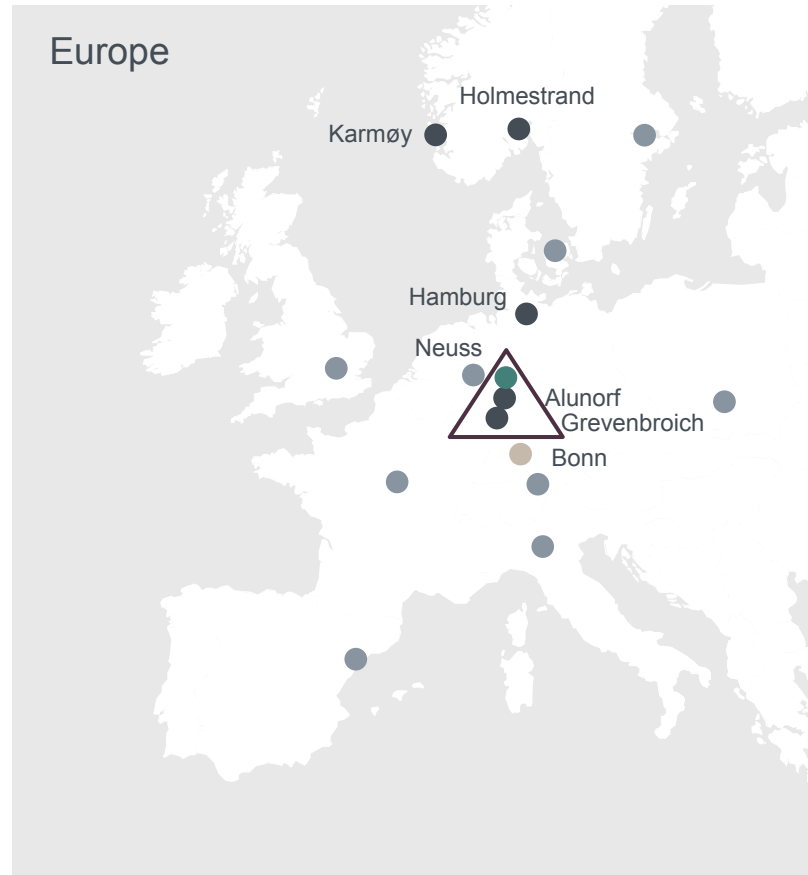 Europe
Holmestrand
Karmøy
Hamburg
Neuss
Alunorf
Grevenbroich
Bonn